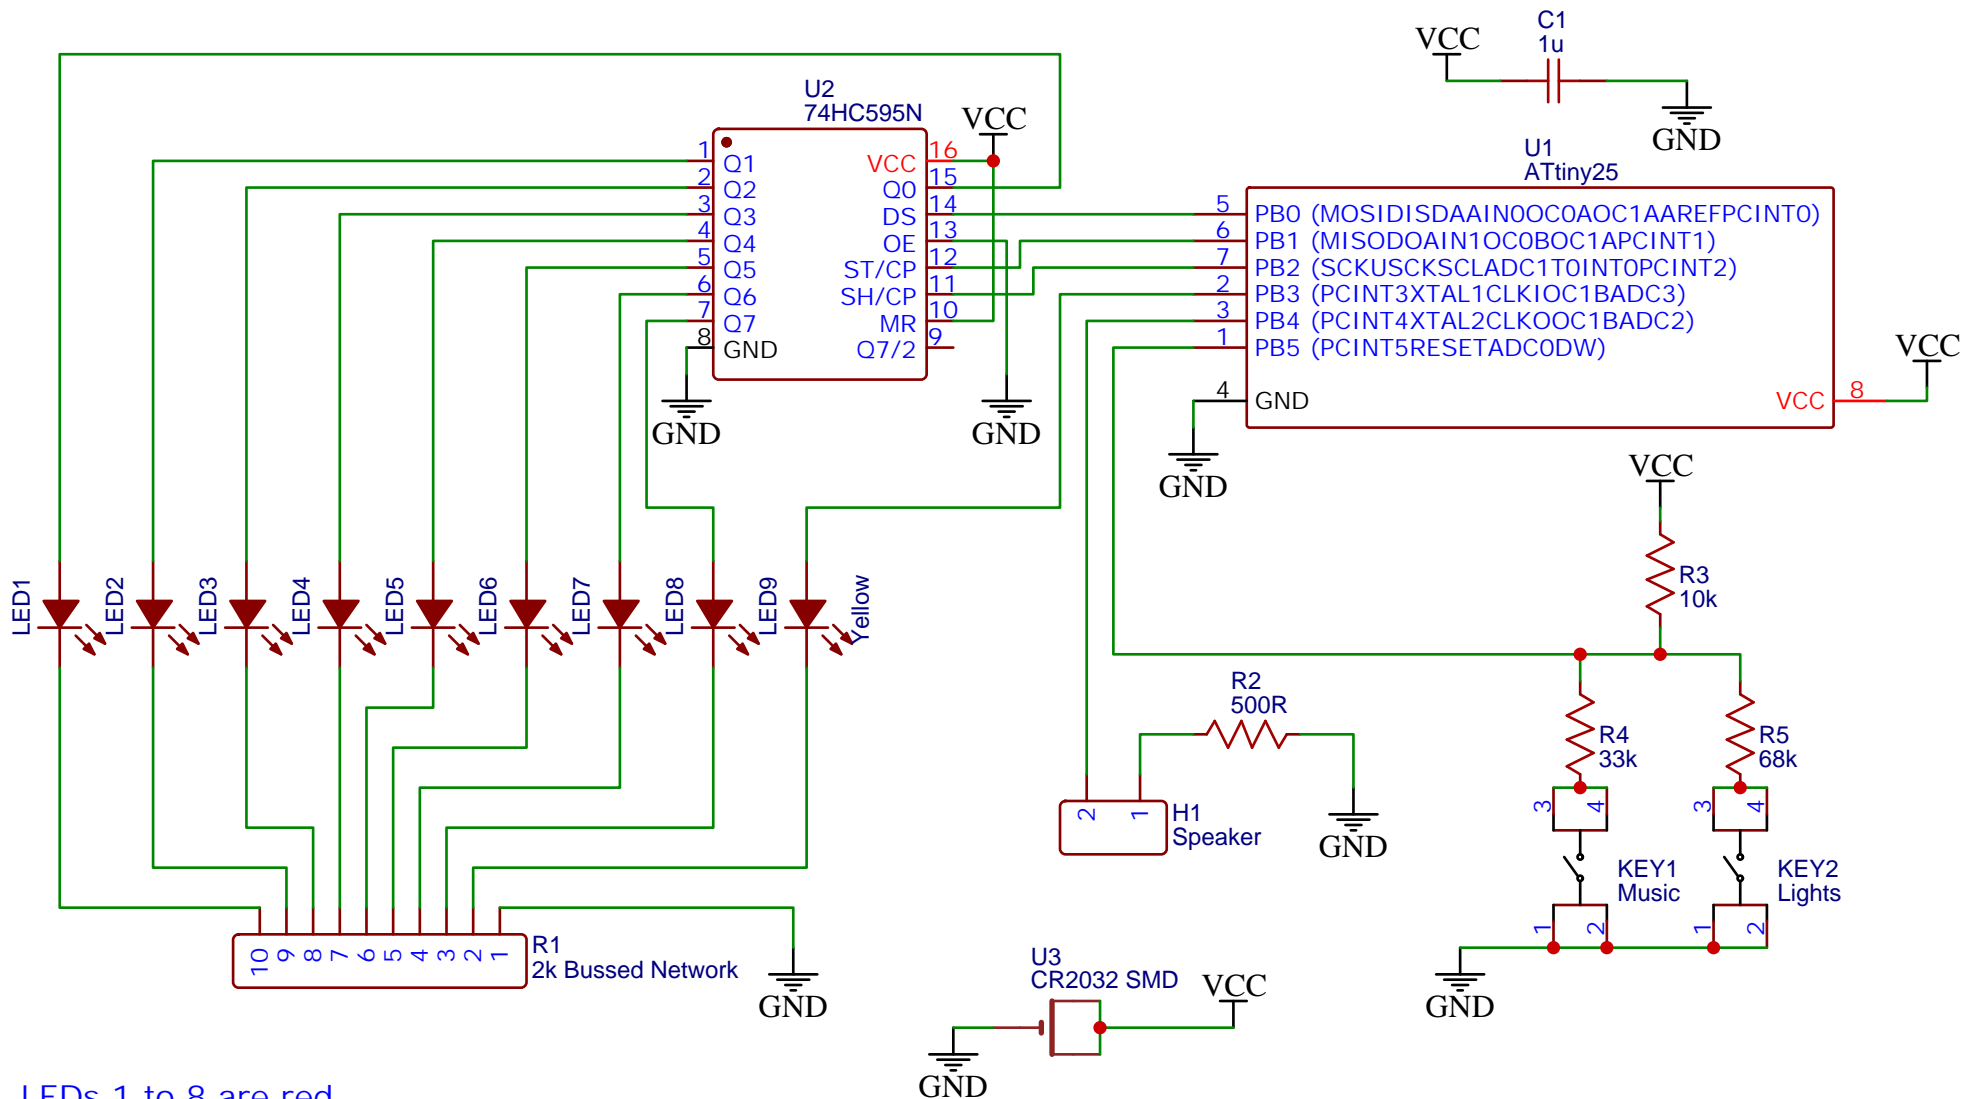 C1
1u
VCC
GND
U2
74HC595N
VCC
1
Q1
2
Q2
3
Q3
4
Q4
5
Q5
6
Q6
7
Q7
8
GND
VCC
16
Q0
15
DS
14
OE
13
ST/CP
12
SH/CP
11
MR
10
Q7/2
9
GND
GND
U1
ATtiny25
5
PB0 (MOSIDISDAAIN0OC0AOC1AAREFPCINT0)
6
PB1 (MISODOAIN1OC0BOC1APCINT1)
7
PB2 (SCKUSCKSCLADC1T0INT0PCINT2)
2
PB3 (PCINT3XTAL1CLKIOC1BADC3)
3
PB4 (PCINT4XTAL2CLKOOC1BADC2)
1
PB5 (PCINT5RESETADC0DW)
4
GND
VCC
8
VCC
GND
VCC
R3
10k
LED1
LED2
LED3
LED4
LED5
LED6
LED7
LED8
LED9
Yellow
R2
500R
R4
33k
R5
68k
2
1
H1
Speaker
GND
3
4
KEY1
Music
1
2
3
4
KEY2
Lights
1
2
GND
10
9
8
7
6
5
4
3
2
1
R1
2k Bussed Network
GND
U3
CR2032 SMD
VCC
GND
LEDs 1 to 8 are red